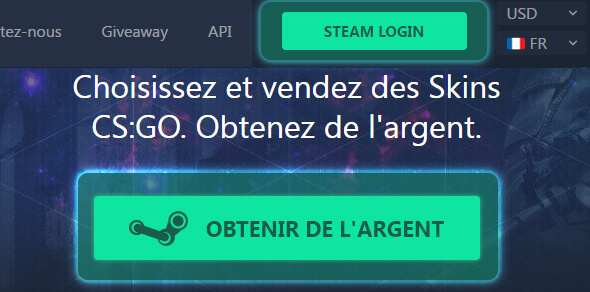 tez-nous
Giveaway
API
STEAM LOGIN
USD
FR
Choisissez et vendez des Skins
CS:GO. Obtenez de l'argent.
OBTENIR DE L'ARGENT